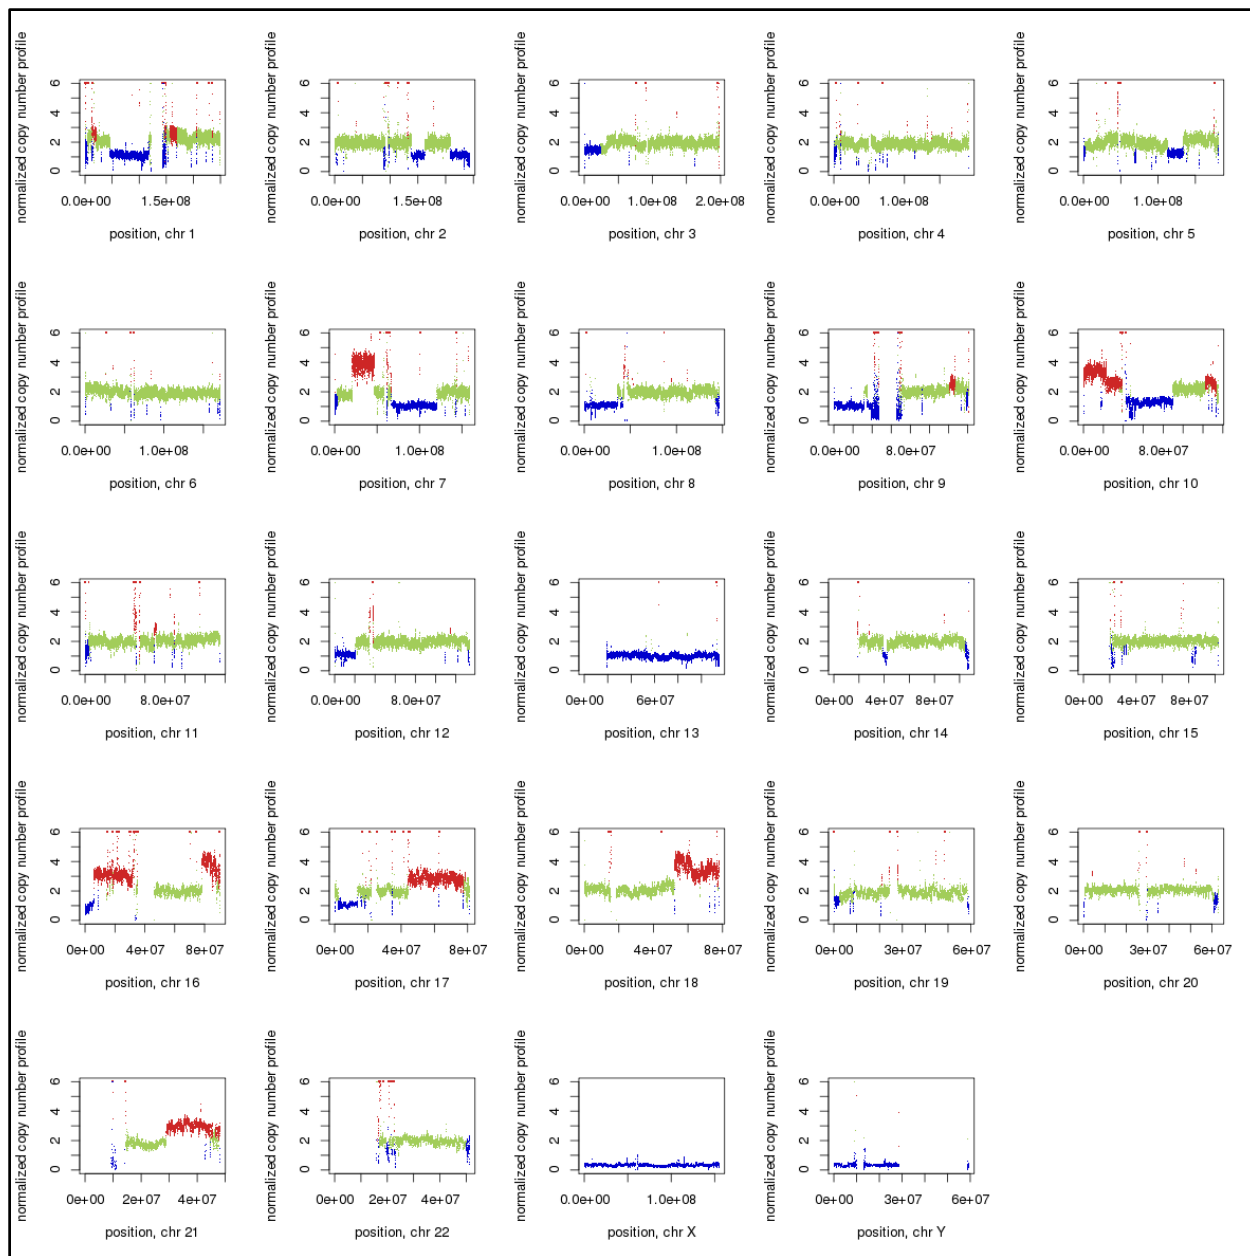 normalized copy number profile
0 2 4 6
0.0e+00 1.5e+08
position, chr 1
normalized copy number profile
0 2 4 6
0.0e+00 1.5e+08
position, chr 2
normalized copy number profile
0 2 4 6
0.0e+00 1.0e+08 2.0e+08
position, chr 3
normalized copy number profile
0 2 4 6
0.0e+00 1.0e+08
position, chr 4
normalized copy number profile
0 2 4 6
0.0e+00 1.0e+08
position, chr 5
normalized copy number profile
0 2 4 6
0.0e+00 1.0e+08
position, chr 6
normalized copy number profile
0 2 4 6
0.0e+00 1.0e+08
position, chr 7
normalized copy number profile
0 2 4 6
0.0e+00 1.0e+08
position, chr 8
normalized copy number profile
0 2 4 6
0.0e+00 8.0e+07
position, chr 9
normalized copy number profile
0 2 4 6
0.0e+00 8.0e+07
position, chr 10
normalized copy number profile
0 2 4 6
0.0e+00 8.0e+07
position, chr 11
normalized copy number profile
0 2 4 6
0.0e+00 8.0e+07
position, chr 12
normalized copy number profile
0 2 4 6
0e+00 6e+07
position, chr 13
normalized copy number profile
0 2 4 6
0e+00 4e+07 8e+07
position, chr 14
normalized copy number profile
0 2 4 6
0e+00 4e+07 8e+07
position, chr 15
normalized copy number profile
0 2 4 6
0e+00 4e+07 8e+07
position, chr 16
normalized copy number profile
0 2 4 6
0e+00 4e+07 8e+07
position, chr 17
normalized copy number profile
0 2 4 6
0e+00 4e+07 8e+07
position, chr 18
normalized copy number profile
0 2 4 6
0e+00 3e+07 6e+07
position, chr 19
normalized copy number profile
0 2 4 6
0e+00 3e+07 6e+07
position, chr 20
normalized copy number profile
0 2 4 6
0e+00 2e+07 4e+07
position, chr 21
normalized copy number profile
0 2 4 6
0e+00 2e+07 4e+07
position, chr 22
normalized copy number profile
0 2 4 6
0.0e+00 1.0e+08
position, chr X
normalized copy number profile
0 2 4 6
0e+00 3e+07 6e+07
position, chr Y